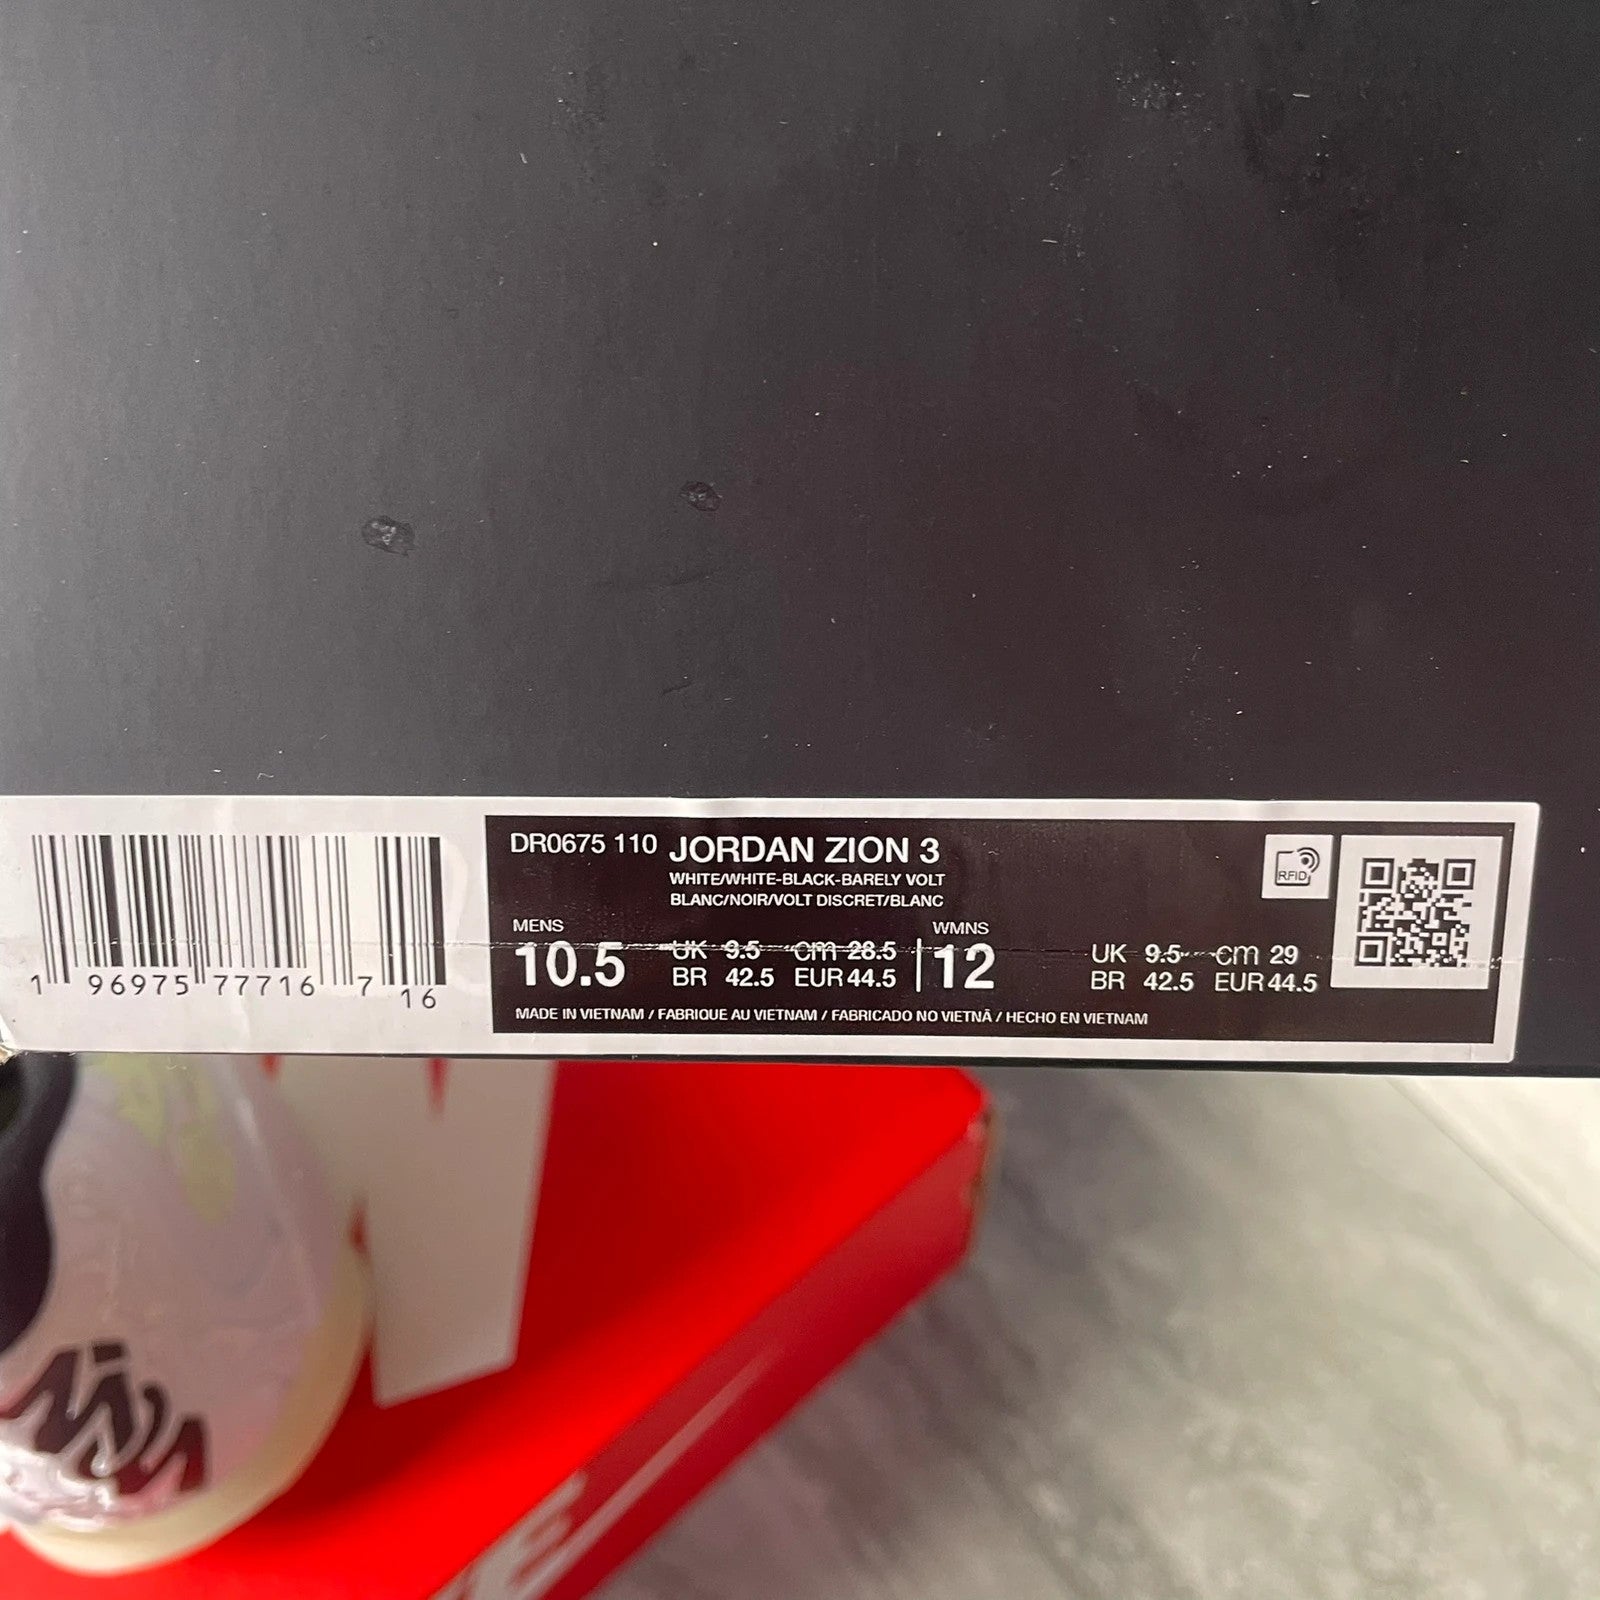 DR0675 110 JORDAN ZION 3
WHITE/WHITE-BLACK-BARELY VOLT
BLANC/NOIR/VOLT DISCRET/BLANC
RFID
MENS
10.5
UK 9.5 cm 28.5
BR 42.5 EUR 44.5
WMNS
12
UK 9.5 cm 29
BR 42.5 EUR 44.5
MADE IN VIETNAM / FABRIQUE AU VIETNAM / FABRICADO NO VIETNÃ / HECHO EN VIETNAM
1 96975 77716 7 16